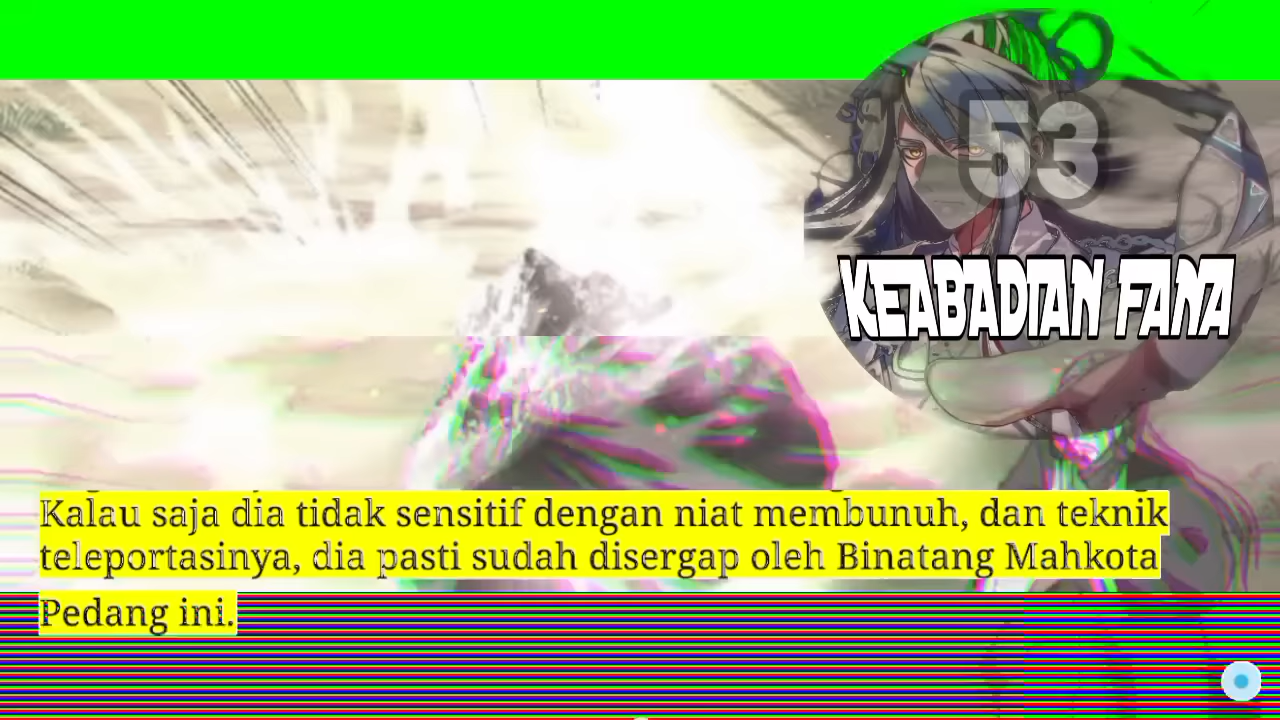 53
KEABADIAN FANA
Kalau saja dia tidak sensitif dengan niat membunuh, dan teknik
teleportasinya, dia pasti sudah disergap oleh Binatang Mahkota
Pedang ini.